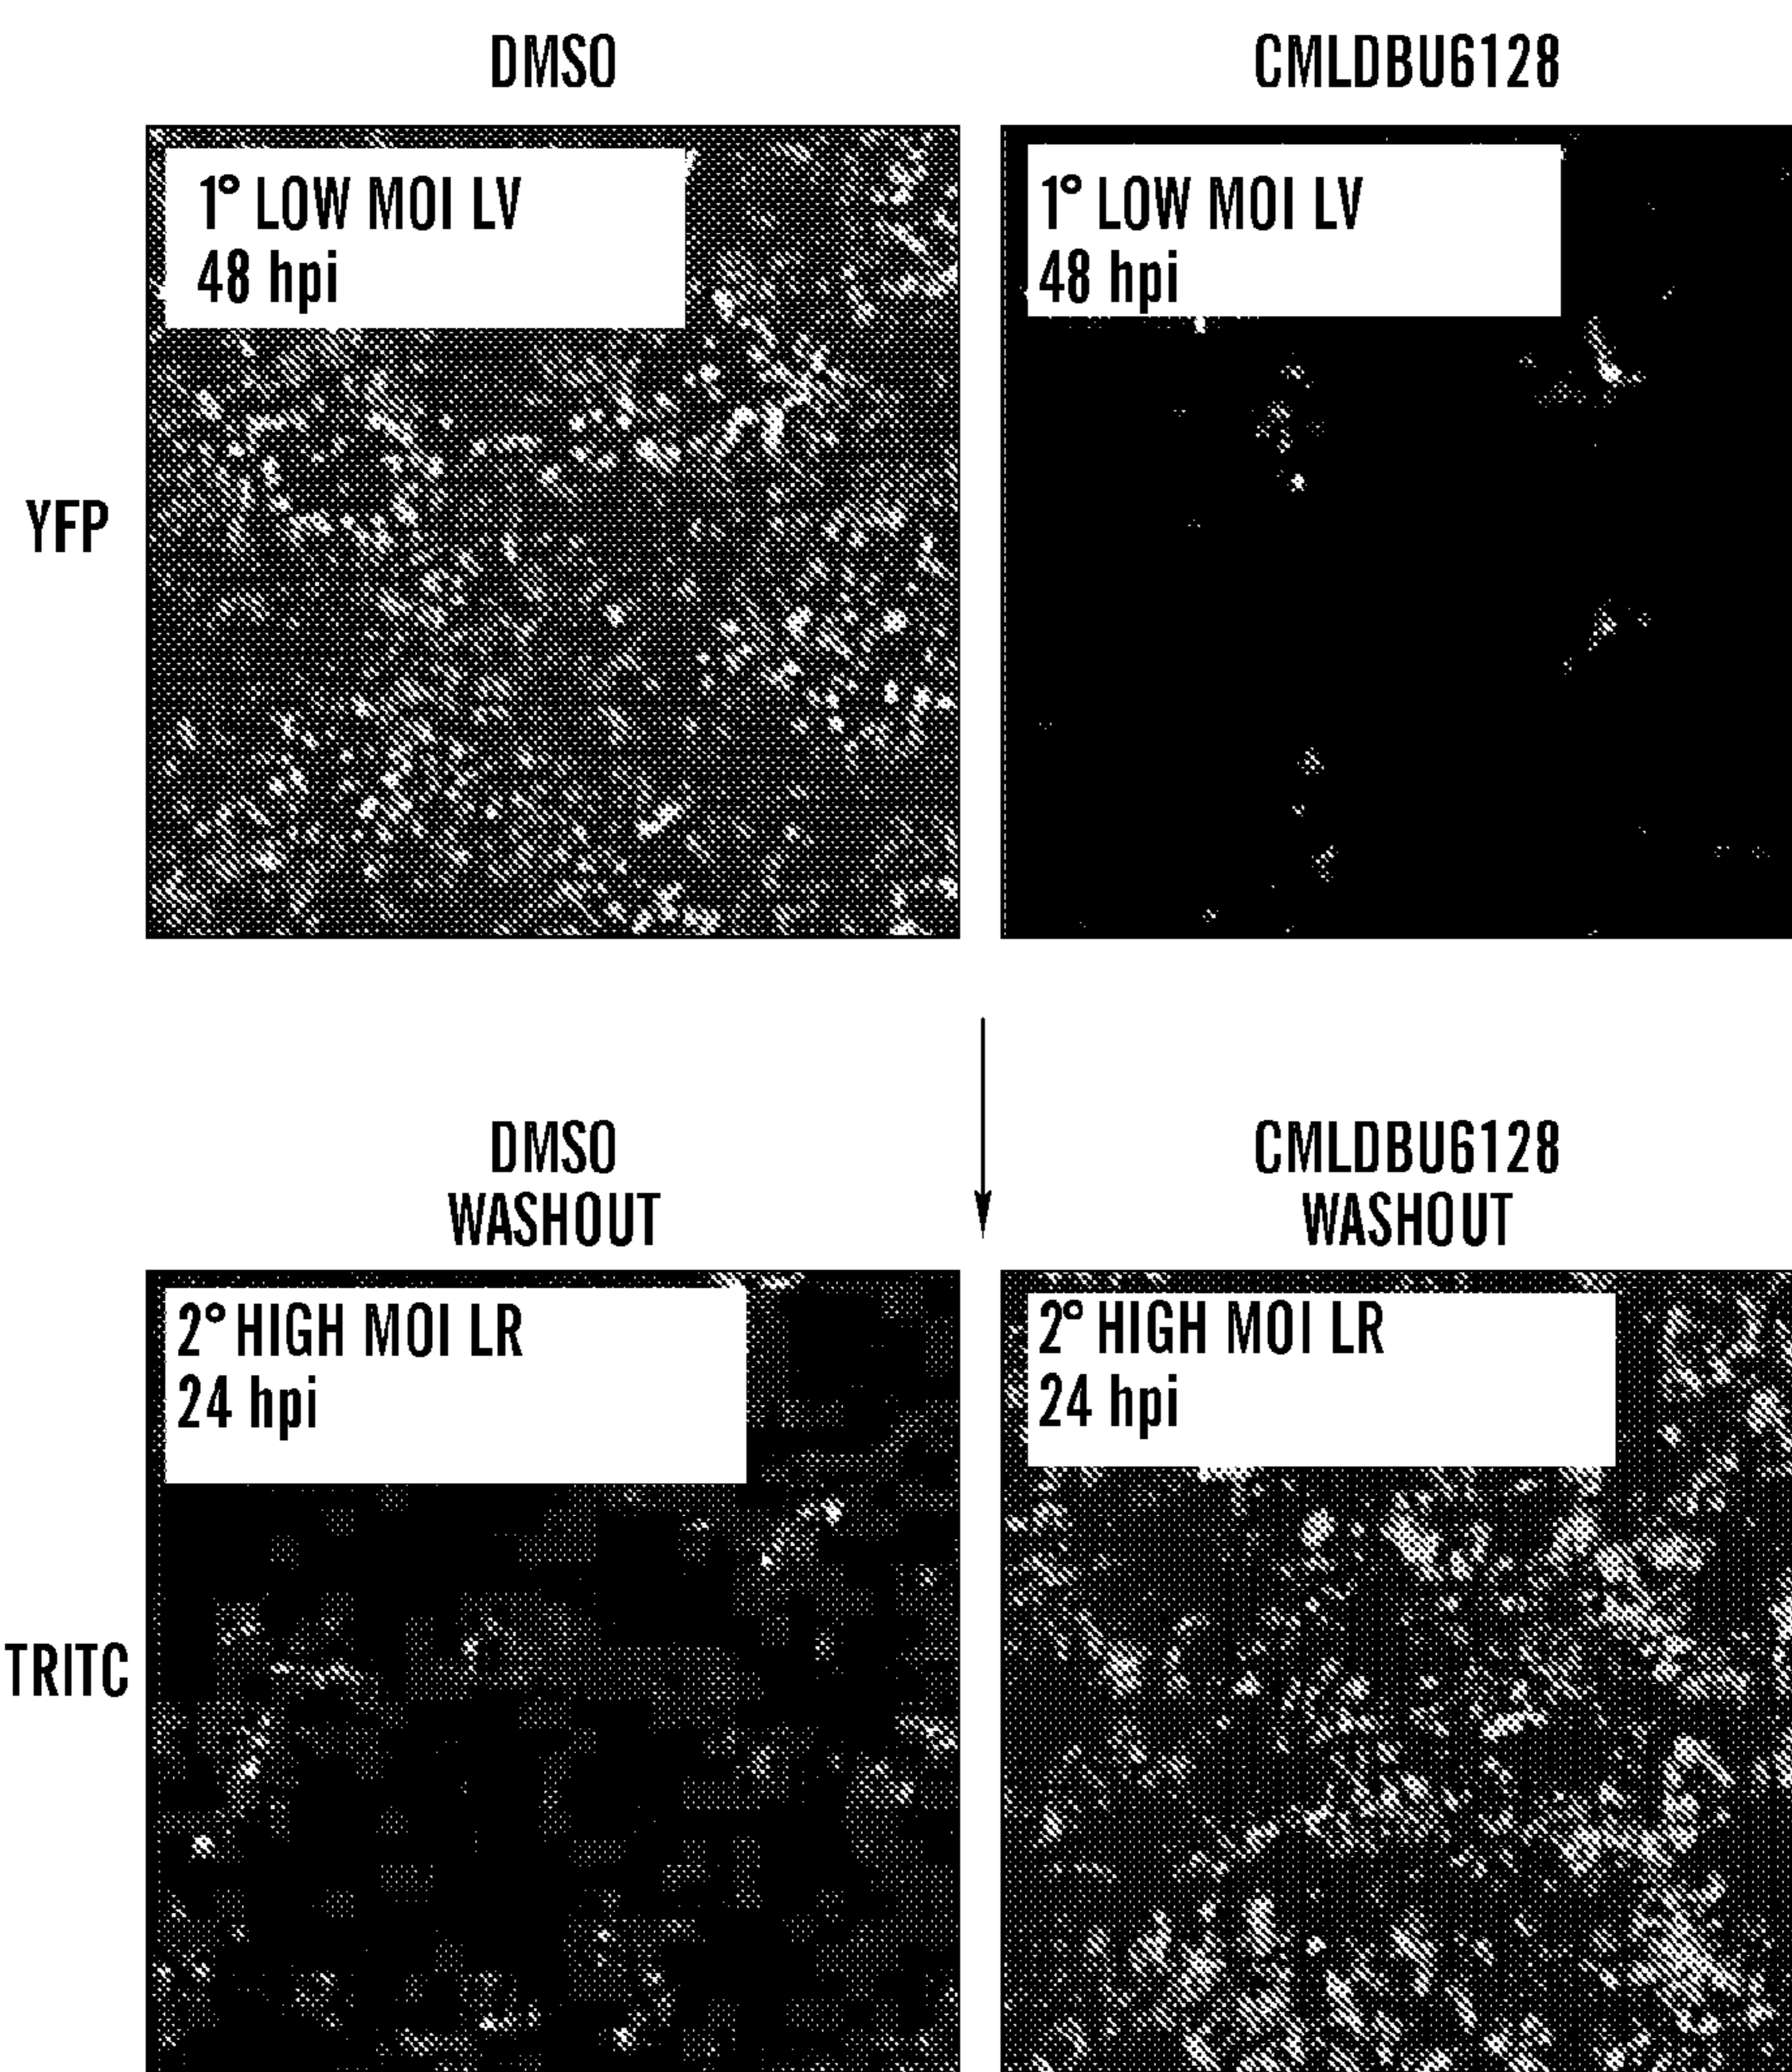 DMSO
CMLDBU6128
1° LOW MOI LV
48 hpi
1° LOW MOI LV
48 hpi
YFP
DMSO
WASHOUT
CMLDBU6128
WASHOUT
2° HIGH MOI LR
24 hpi
2° HIGH MOI LR
24 hpi
TRITC